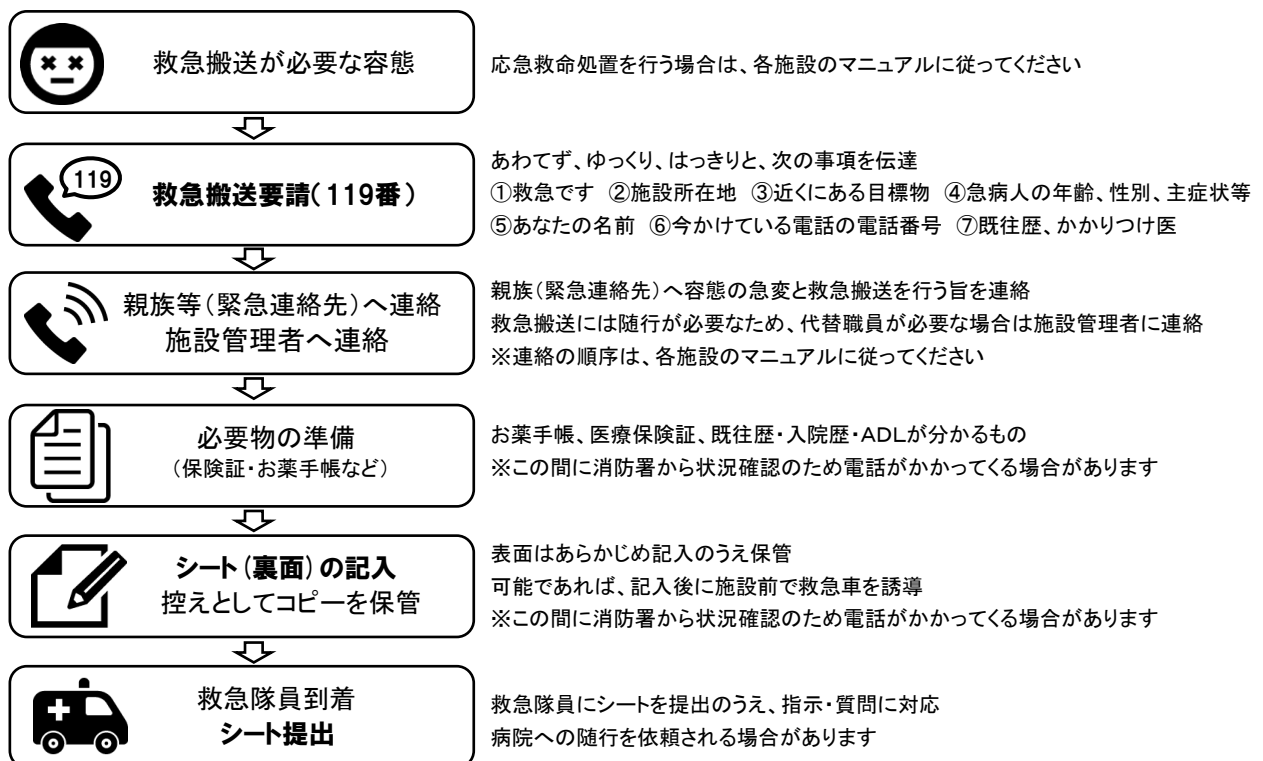 救急搬送が必要な容態
応急救命処置を行う場合は、各施設のマニュアルに従ってください
119
救急搬送要請(119番)
あわてず、ゆっくり、はっきりと、次の事項を伝達
①救急です ②施設所在地 ③近くにある目標物 ④急病人の年齢、性別、主症状等
⑤あなたの名前 ⑥今かけている電話の電話番号 ⑦既往歴、かかりつけ医
親族等(緊急連絡先)へ連絡
施設管理者へ連絡
親族(緊急連絡先)へ容態の急変と救急搬送を行う旨を連絡
救急搬送には随行が必要なため、代替職員が必要な場合は施設管理者に連絡
※連絡の順序は、各施設のマニュアルに従ってください
必要物の準備
(保険証・お薬手帳など)
お薬手帳、医療保険証、既往歴・入院歴・ADLが分かるもの
※この間に消防署から状況確認のため電話がかかってくる場合があります
シート(裏面)の記入
控えとしてコピーを保管
表面はあらかじめ記入のうえ保管
可能であれば、記入後に施設前で救急車を誘導
※この間に消防署から状況確認のため電話がかかってくる場合があります
救急隊員到着
シート提出
救急隊員にシートを提出のうえ、指示・質問に対応
病院への随行を依頼される場合があります